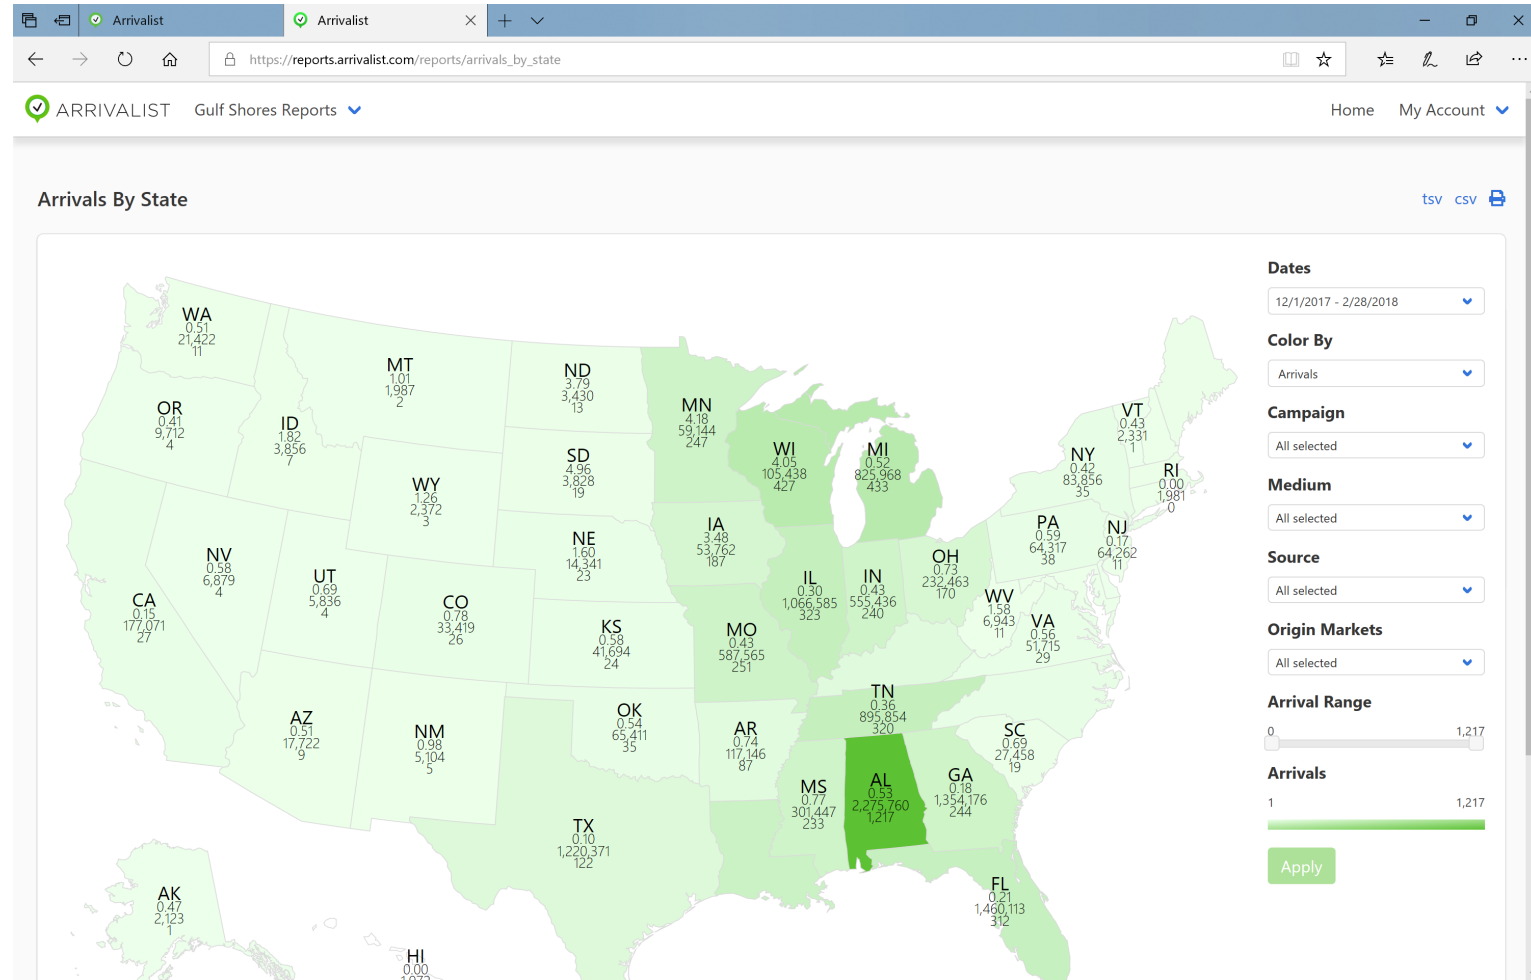 Arrivalist
Arrivalist
https://reports.arrivalist.com/reports/arrivals_by_state
ARRIVALIST
Gulf Shores Reports
Home
My Account
Arrivals By State
tsv csv
WA
0.51
21,422
11
MT
1.01
1,987
2
ND
3.79
3,430
13
MN
4.18
59,144
247
OR
0.41
9,712
4
ID
1.82
3,856
7
SD
4.96
3,828
19
WI
4.05
105,438
427
MI
0.52
825,968
433
VT
0.43
2,331
1
NY
0.42
83,856
35
RI
0.00
1,981
0
WY
1.26
2,372
3
IA
3.48
53,762
187
PA
0.59
64,317
38
NJ
0.17
64,262
11
NE
1.60
14,341
23
NV
0.58
6,879
4
UT
0.69
5,836
4
CO
0.78
33,419
26
IL
0.30
1,066,585
323
IN
0.43
555,436
240
OH
0.73
232,463
170
WV
1.58
6,943
11
CA
0.15
177,071
27
VA
0.56
51,715
29
KS
0.58
41,694
24
MO
0.43
587,565
251
TN
0.36
895,854
320
AZ
0.51
17,722
9
NM
0.98
5,104
5
OK
0.54
65,411
35
AR
0.74
117,146
87
SC
0.69
27,458
19
MS
0.77
301,447
233
AL
0.53
2,275,760
1,217
GA
0.18
1,354,176
244
TX
0.10
1,220,371
122
FL
0.21
1,460,113
312
AK
0.47
2,123
1
HI
0.00
Dates
12/1/2017 - 2/28/2018
Color By
Arrivals
Campaign
All selected
Medium
All selected
Source
All selected
Origin Markets
All selected
Arrival Range
0 1,217
Arrivals
1 1,217
Apply